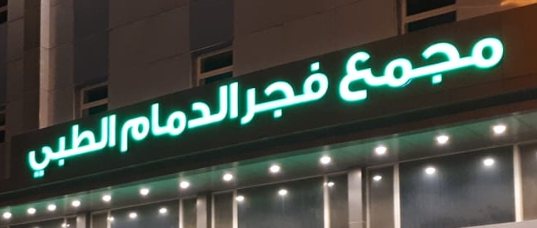 مجمع فجر الدمام الطبي